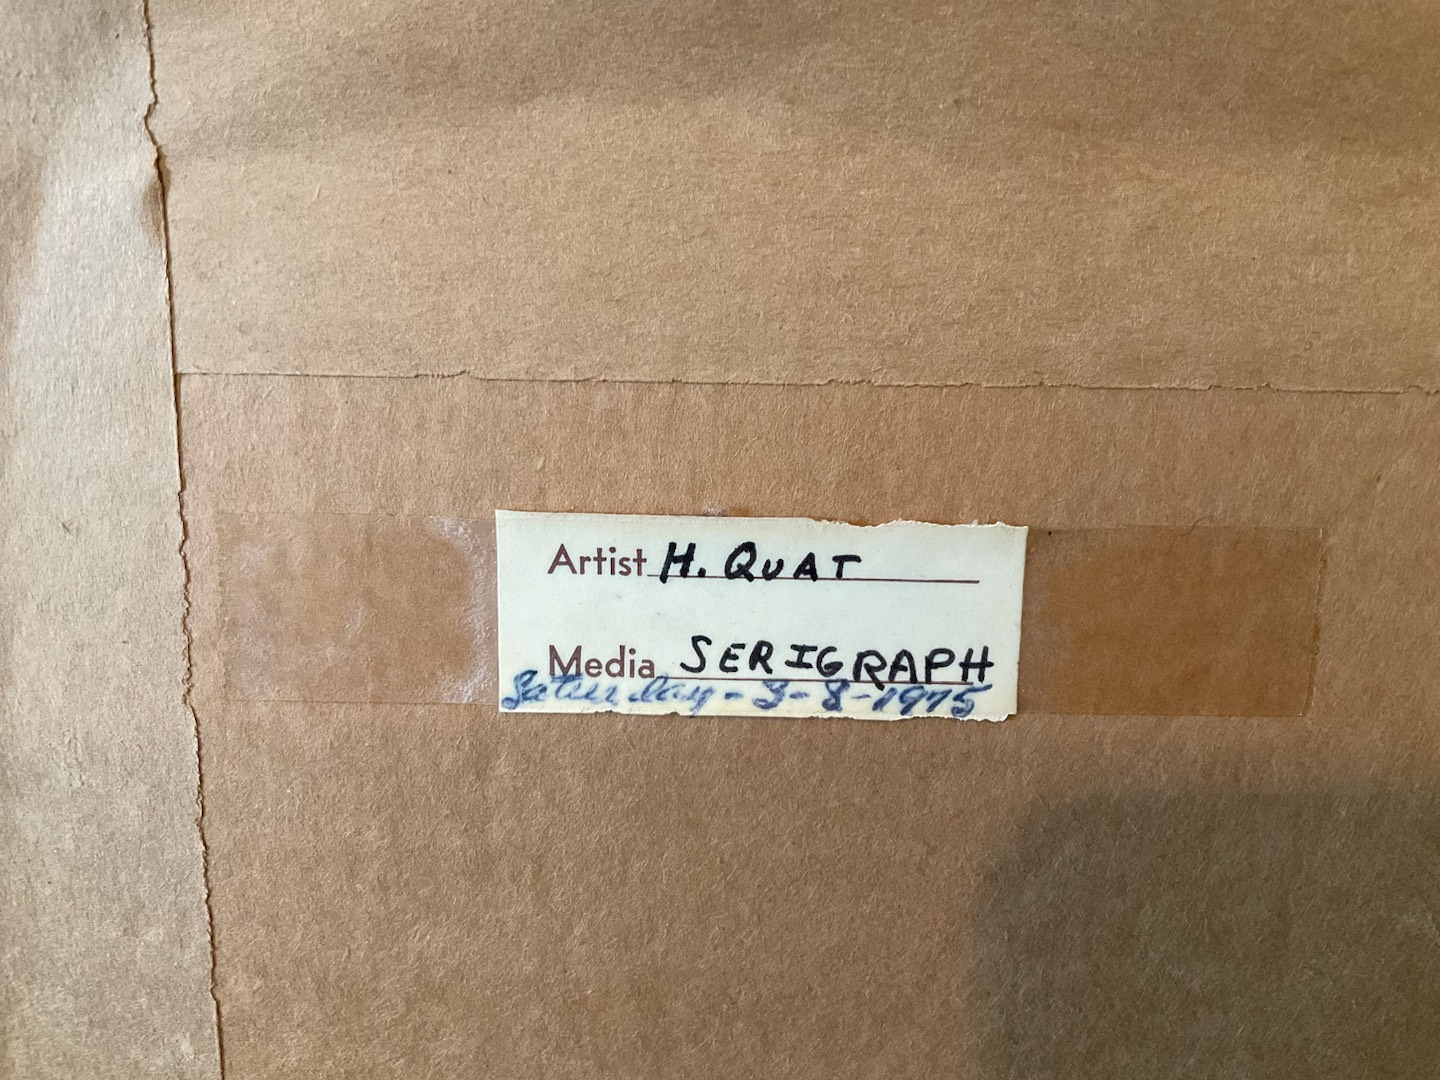 Artist H. QUAT
Media SERIGRAPH
Saturday - 3-8-1975